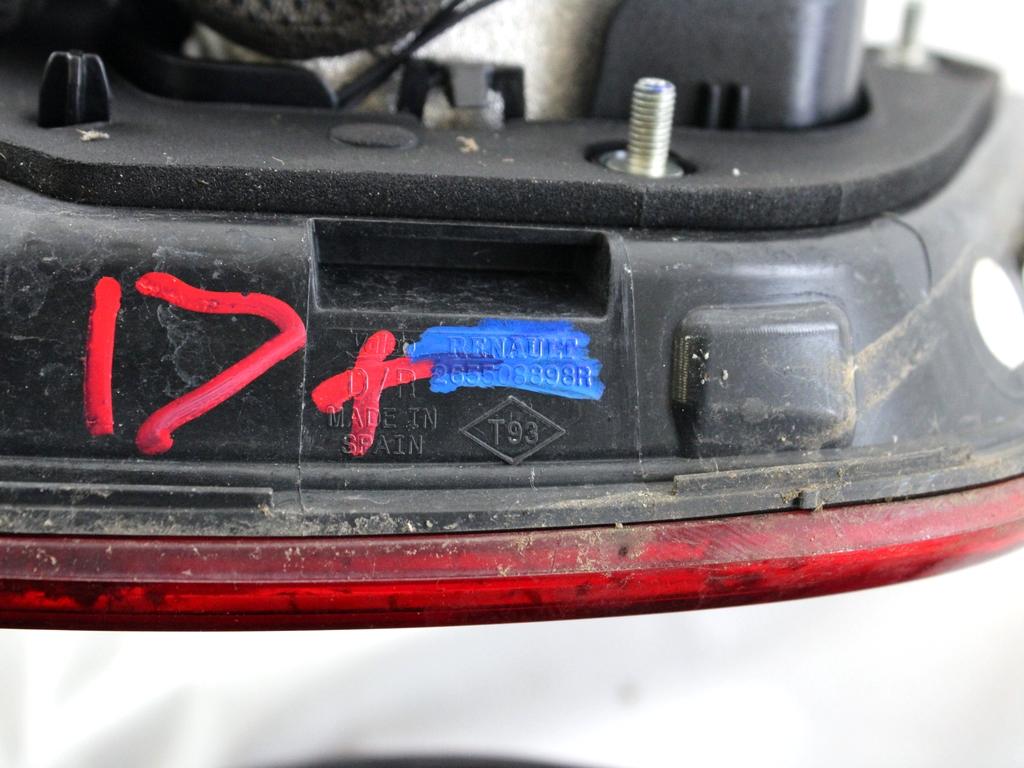 17+
RENAULT
D/R 265508898R
MADE IN
SPAIN
T93